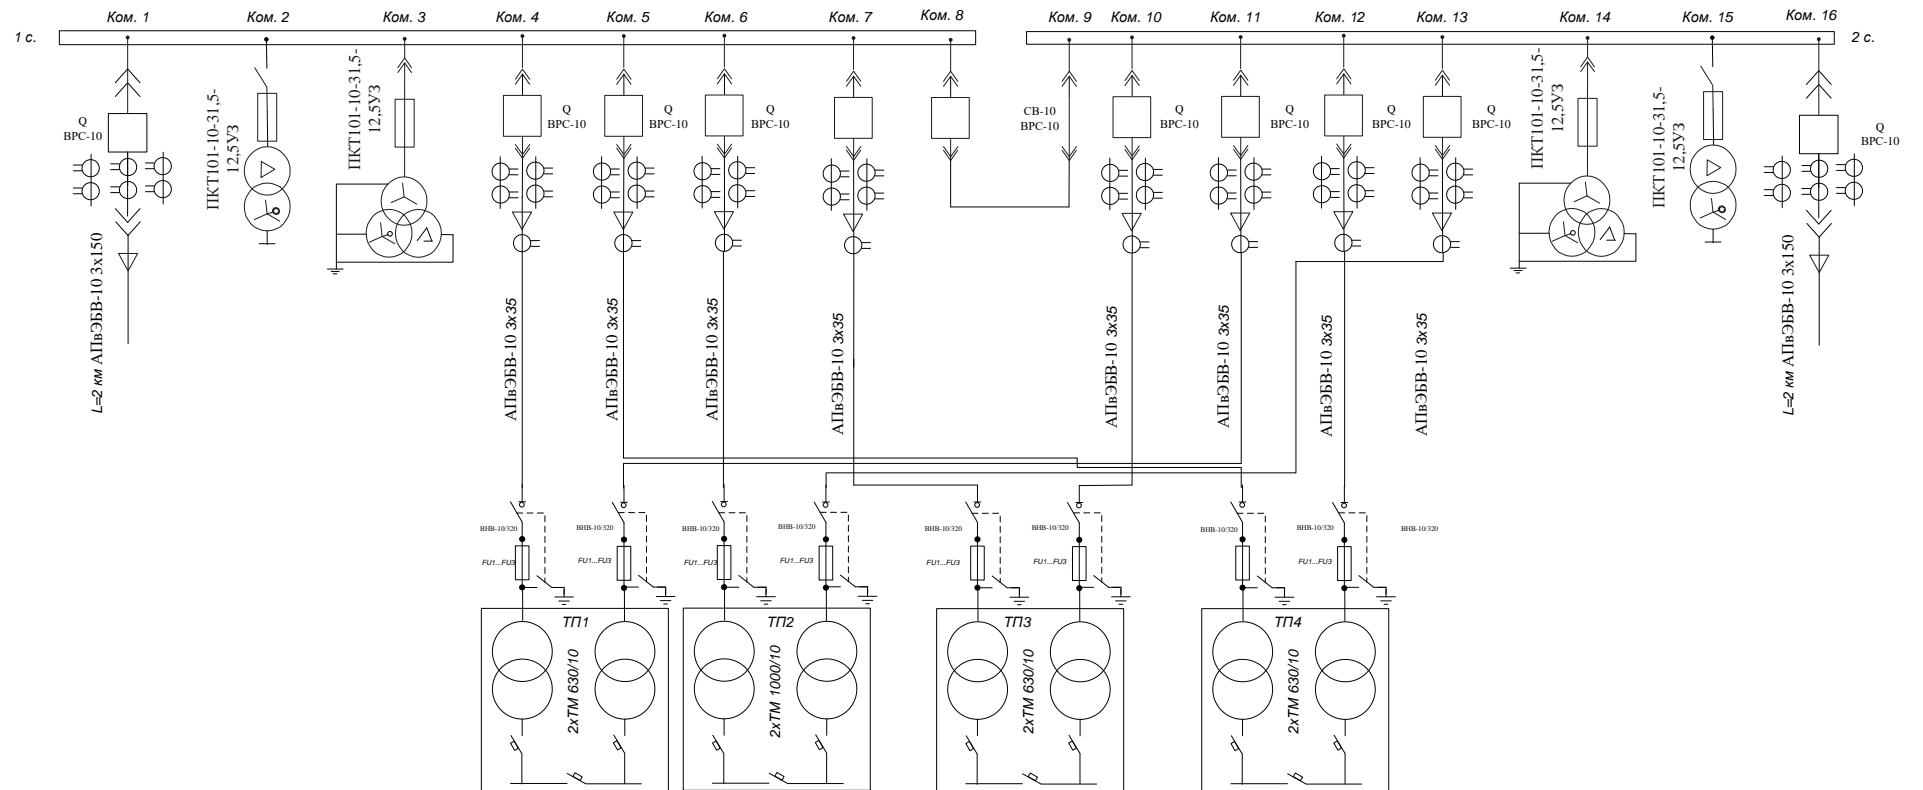 Ком. 1
Ком. 2
Ком. 3
Ком. 4
Ком. 5
Ком. 6
Ком. 7
Ком. 8
Ком. 9
Ком. 10
Ком. 11
Ком. 12
Ком. 13
Ком. 14
Ком. 15
Ком. 16
1 с.
2 с.
Q
ВРС-10
ПКТ101-10-31,5-
12,5УЗ
ПКТ101-10-31,5-
12,5УЗ
Q
ВРС-10
Q
ВРС-10
Q
ВРС-10
СВ-10
ВРС-10
Q
ВРС-10
Q
ВРС-10
Q
ВРС-10
Q
ВРС-10
ПКТ101-10-31,5-
12,5УЗ
ПКТ101-10-31,5-
12,5УЗ
Q
ВРС-10
L=2 км АПвЭБВ-10 3х150
АПвЭБВ-10 3х35
АПвЭБВ-10 3х35
АПвЭБВ-10 3х35
АПвЭБВ-10 3х35
АПвЭБВ-10 3х35
АПвЭБВ-10 3х35
АПвЭБВ-10 3х35
АПвЭБВ-10 3х35
L=2 км АПвЭБВ-10 3х150
ВНВ-10/320
ВНВ-10/320
ВНВ-10/320
ВНВ-10/320
ВНВ-10/320
ВНВ-10/320
ВНВ-10/320
ВНВ-10/320
ВНВ-10/320
FU1...FU3
FU1...FU3
FU1...FU3
FU1...FU3
FU1...FU3
FU1...FU3
FU1...FU3
ТП1
2хТМ 630/10
ТП2
2хТМ 1000/10
ТП3
2хТМ 630/10
ТП4
2хТМ 630/10